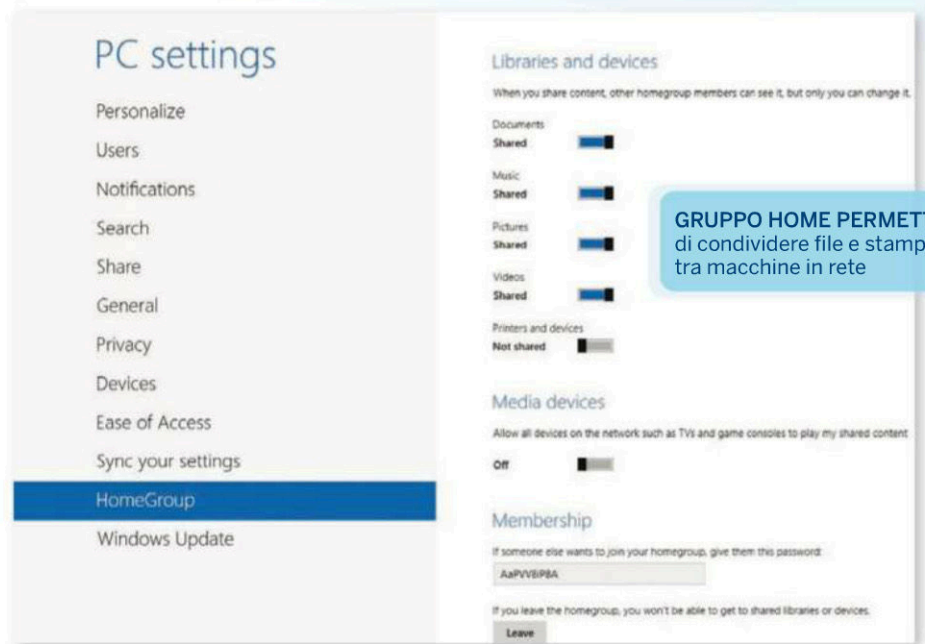 PC settings
Personalize
Users
Notifications
Search
Share
General
Privacy
Devices
Ease of Access
Sync your settings
HomeGroup
Windows Update
Libraries and devices
When you share content, other homegroup members can see it, but only you can change it.
Documents
Shared
Music
Shared
Pictures
Shared
Videos
Shared
Printers and devices
Not shared
GRUPPO HOME PERMETT
di condividere file e stamp
tra macchine in rete
Media devices
Allow all devices on the network such as TVs and game consoles to play my shared content
Off
Membership
If someone else wants to join your homegroup, give them this password:
If you leave the homegroup, you won't be able to get to shared libraries or devices.
Leave